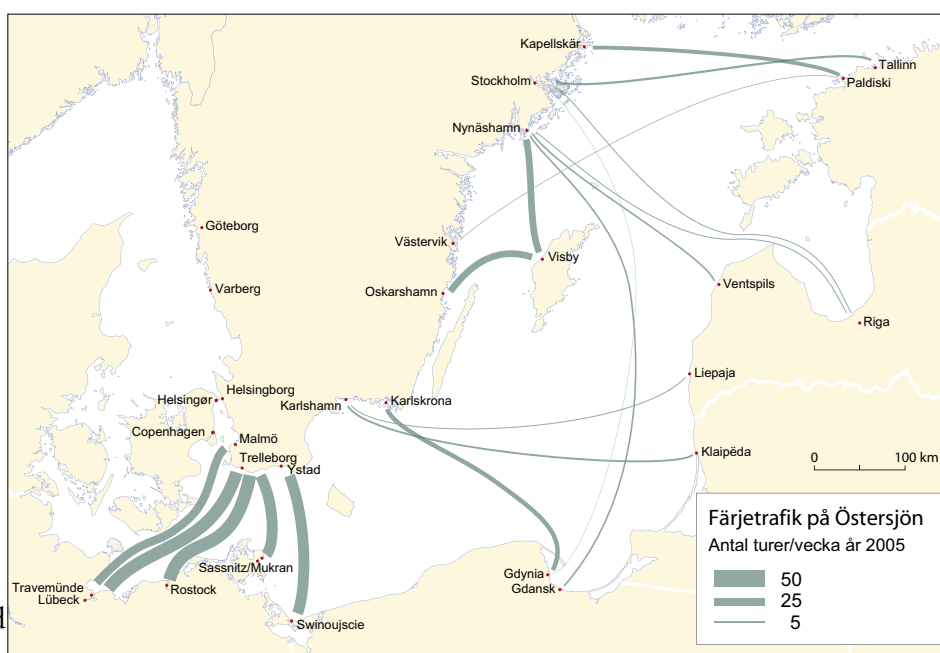 Kapellskär
Tallinn
Stockholm
Paldiski
Nynäshamn
Göteborg
Västervik
Visby
Varberg
Oskarshamn
Ventspils
Riga
Liepaja
Helsingborg
Helsingør
Karlshamn
Karlskrona
Copenhagen
Malmö
Klaipëda
Trelleborg
Ystad
0 100 km
Färjetrafik på Östersjön
Antal turer/vecka år 2005
50
25
5
Sassnitz/Mukran
Gdynia
Gdansk
Travemünde
Rostock
Lübeck
Swinoujscie
d